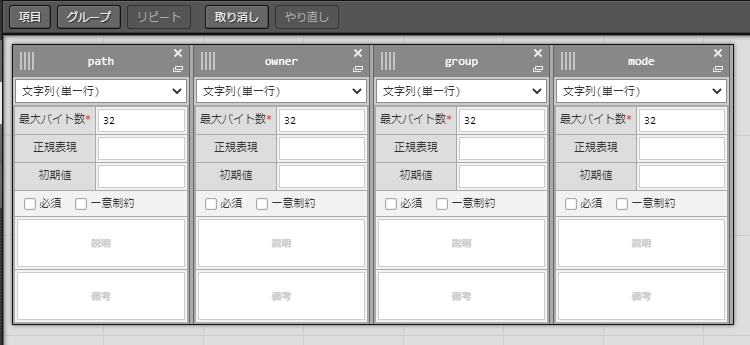 項目 グループ リピート 取り消し やり直し
path owner group mode
文字列(単一行) 文字列(単一行) 文字列(単一行) 文字列(単一行)
最大バイト数* 32 最大バイト数* 32 最大バイト数* 32 最大バイト数* 32
正規表現 正規表現 正規表現 正規表現
初期値 初期値 初期値 初期値
必須 一意制約 必須 一意制約 必須 一意制約 必須 一意制約
説明 説明 説明 説明
備考 備考 備考 備考